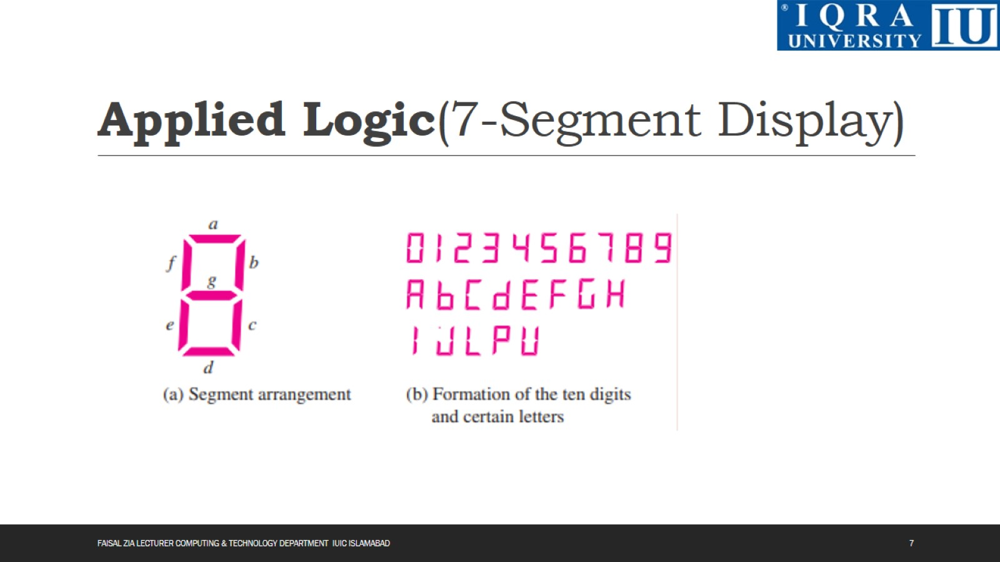 ® IQRA
UNIVERSITY IU
Applied Logic(7-Segment Display)
a
f b
g
e c
d
(a) Segment arrangement
0123456789
AbCdEFGH
IJLPU
(b) Formation of the ten digits
and certain letters
FAISAL ZIA LECTURER COMPUTING & TECHNOLOGY DEPARTMENT IUIC ISLAMABAD 7